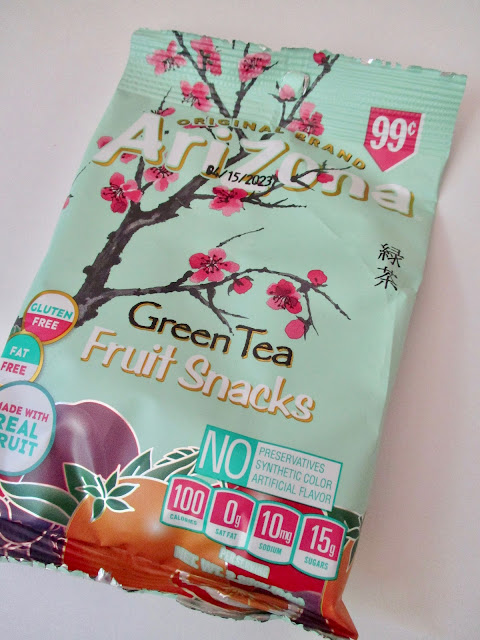 ORIGINAL BRAND
99¢
AriZona
04/15/2023
緑茶
Green Tea
Fruit Snacks
GLUTEN
FREE
FAT
FREE
MADE WITH
REAL
FRUIT
NO
PRESERVATIVES
SYNTHETIC COLOR
ARTIFICIAL FLAVOR
100
CALORIES
0g
SAT FAT
10mg
SODIUM
15g
SUGARS